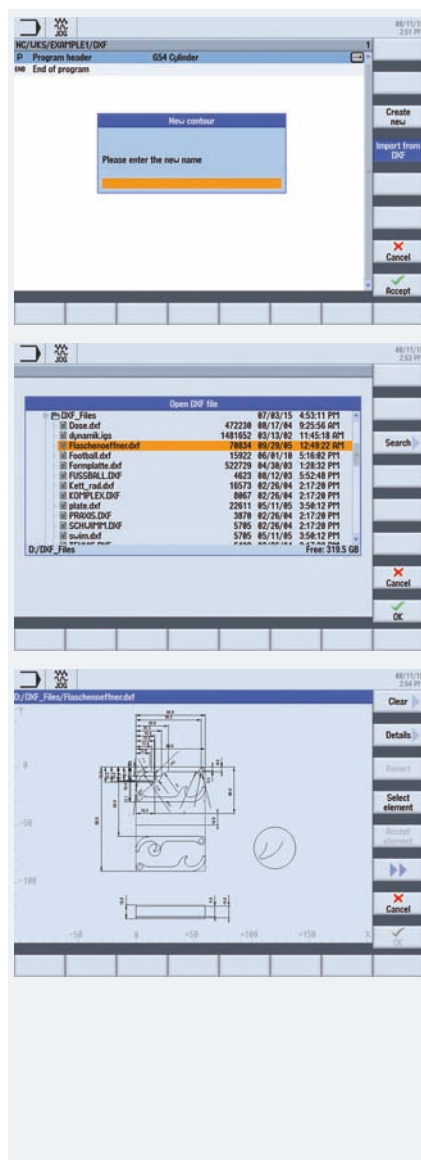 JOG
08/11/1
2:51 PM
NC/WKS/EXAMPLE1/DXF 1
P Program header G54 Cylinder
END End of program
New contour
Please enter the new name
Create
new
Import from
DXF
Cancel
Accept
JOG
08/11/1
2:53 PM
Open DXF file
DXF_Files 07/03/15 4:53:11 PM
Dose.dxf 472230 08/17/04 9:25:56 AM
dynamik.igs 1481652 03/13/02 11:45:18 AM
Flaschenoeffner.dxf 70834 09/29/05 12:49:22 AM
Football.dxf 15922 06/01/10 5:16:02 PM
Formplatte.dxf 522729 04/30/03 1:28:32 PM
FUSSBALL.DXF 4623 08/12/03 5:52:48 PM
Kett_rad.dxf 16573 02/26/04 2:17:20 PM
KOMPLEX.DXF 8067 02/26/04 2:17:20 PM
plate.dxf 22611 05/11/05 3:50:12 PM
PRAXIS.DXF 3870 02/26/04 2:17:20 PM
SCHWIMM.DXF 5705 02/26/04 2:17:20 PM
swim.dxf 5705 05/11/05 3:50:12 PM
D:/DXF_Files Free: 319.5 GB
Search
Cancel
OK
JOG
08/11/1
2:54 PM
D:/DXF_Files/Flaschenoeffner.dxf
Clear
Details
Revert
Select
element
Accept
element
Cancel
OK
Y
0
-50
-100
-50 0 +50 +100 +150 X